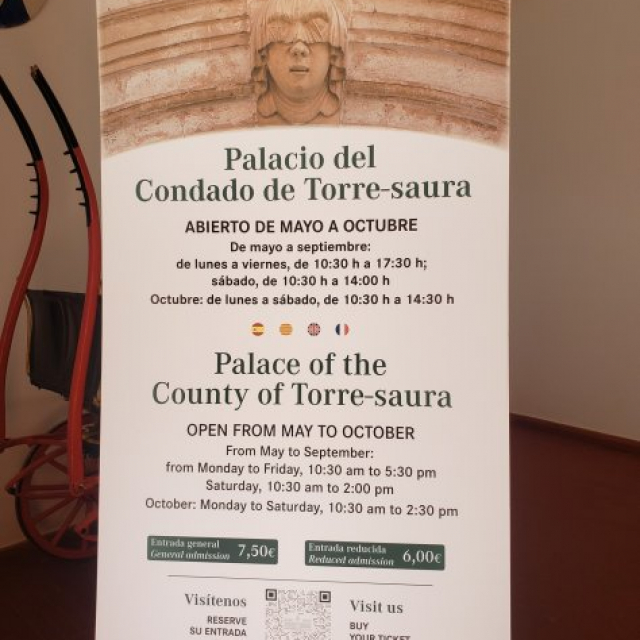 Palacio del
Condado de Torre-saura
ABIERTO DE MAYO A OCTUBRE
De mayo a septiembre:
de lunes a viernes, de 10:30 h a 17:30 h;
sábado, de 10:30 h a 14:00 h
Octubre: de lunes a sábado, de 10:30 h a 14:30 h
Palace of the
County of Torre-saura
OPEN FROM MAY TO OCTOBER
From May to September:
from Monday to Friday, 10:30 am to 5:30 pm
Saturday, 10:30 am to 2:00 pm
October: Monday to Saturday, 10:30 am to 2:30 pm
Entrada general
General admission 7,50€
Entrada reducida
Reduced admission 6,00€
Visítenos
RESERVE
SU ENTRADA
Visit us
BUY
YOUR TICKET